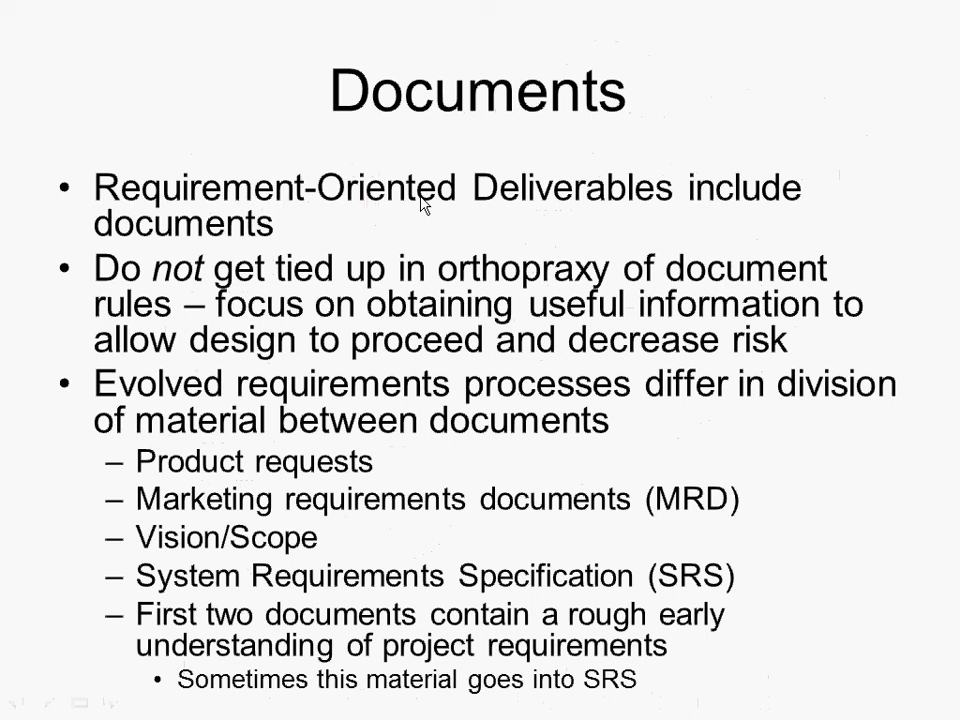 Documents
• Requirement-Oriented Deliverables include
documents
• Do not get tied up in orthopraxy of document
rules – focus on obtaining useful information to
allow design to proceed and decrease risk
• Evolved requirements processes differ in division
of material between documents
– Product requests
– Marketing requirements documents (MRD)
– Vision/Scope
– System Requirements Specification (SRS)
– First two documents contain a rough early
understanding of project requirements
• Sometimes this material goes into SRS